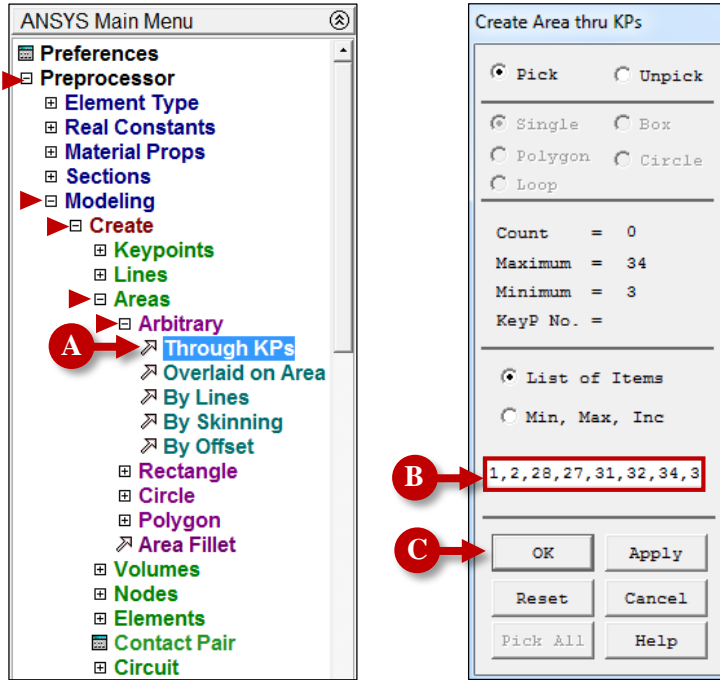 ANSYS Main Menu
Preferences
Preprocessor
Element Type
Real Constants
Material Props
Sections
Modeling
Create
Keypoints
Lines
Areas
Arbitrary
A
Through KPs
Overlaid on Area
By Lines
By Skinning
By Offset
Rectangle
Circle
Polygon
Area Fillet
Volumes
Nodes
Elements
Contact Pair
Circuit
Create Area thru KPs
Pick Unpick
Single Box
Polygon Circle
Loop
Count = 0
Maximum = 34
Minimum = 3
KeyP No. =
List of Items
Min, Max, Inc
B
1,2,28,27,31,32,34,3
C
OK Apply
Reset Cancel
Pick All Help